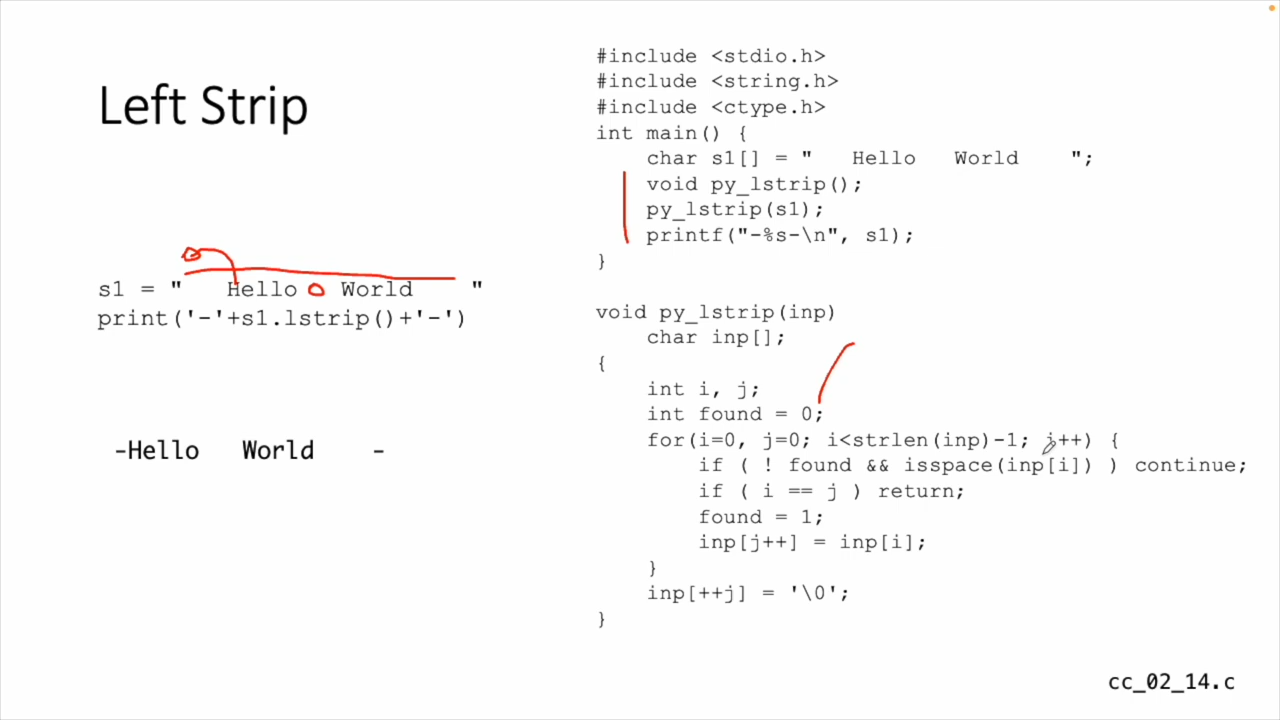 Left Strip
s1 = "   Hello   World    "
print('-'+s1.lstrip()+'-')
-Hello   World    -
#include <stdio.h>
#include <string.h>
#include <ctype.h>
int main() {
    char s1[] = "   Hello   World    ";
    void py_lstrip();
    py_lstrip(s1);
    printf("-%s-\n", s1);
}
void py_lstrip(inp)
    char inp[];
{
    int i, j;
    int found = 0;
    for(i=0, j=0; i<strlen(inp)-1; i++) {
        if ( ! found && isspace(inp[i]) ) continue;
        if ( i == j ) return;
        found = 1;
        inp[j++] = inp[i];
    }
    inp[++j] = '\0';
}
cc_02_14.c